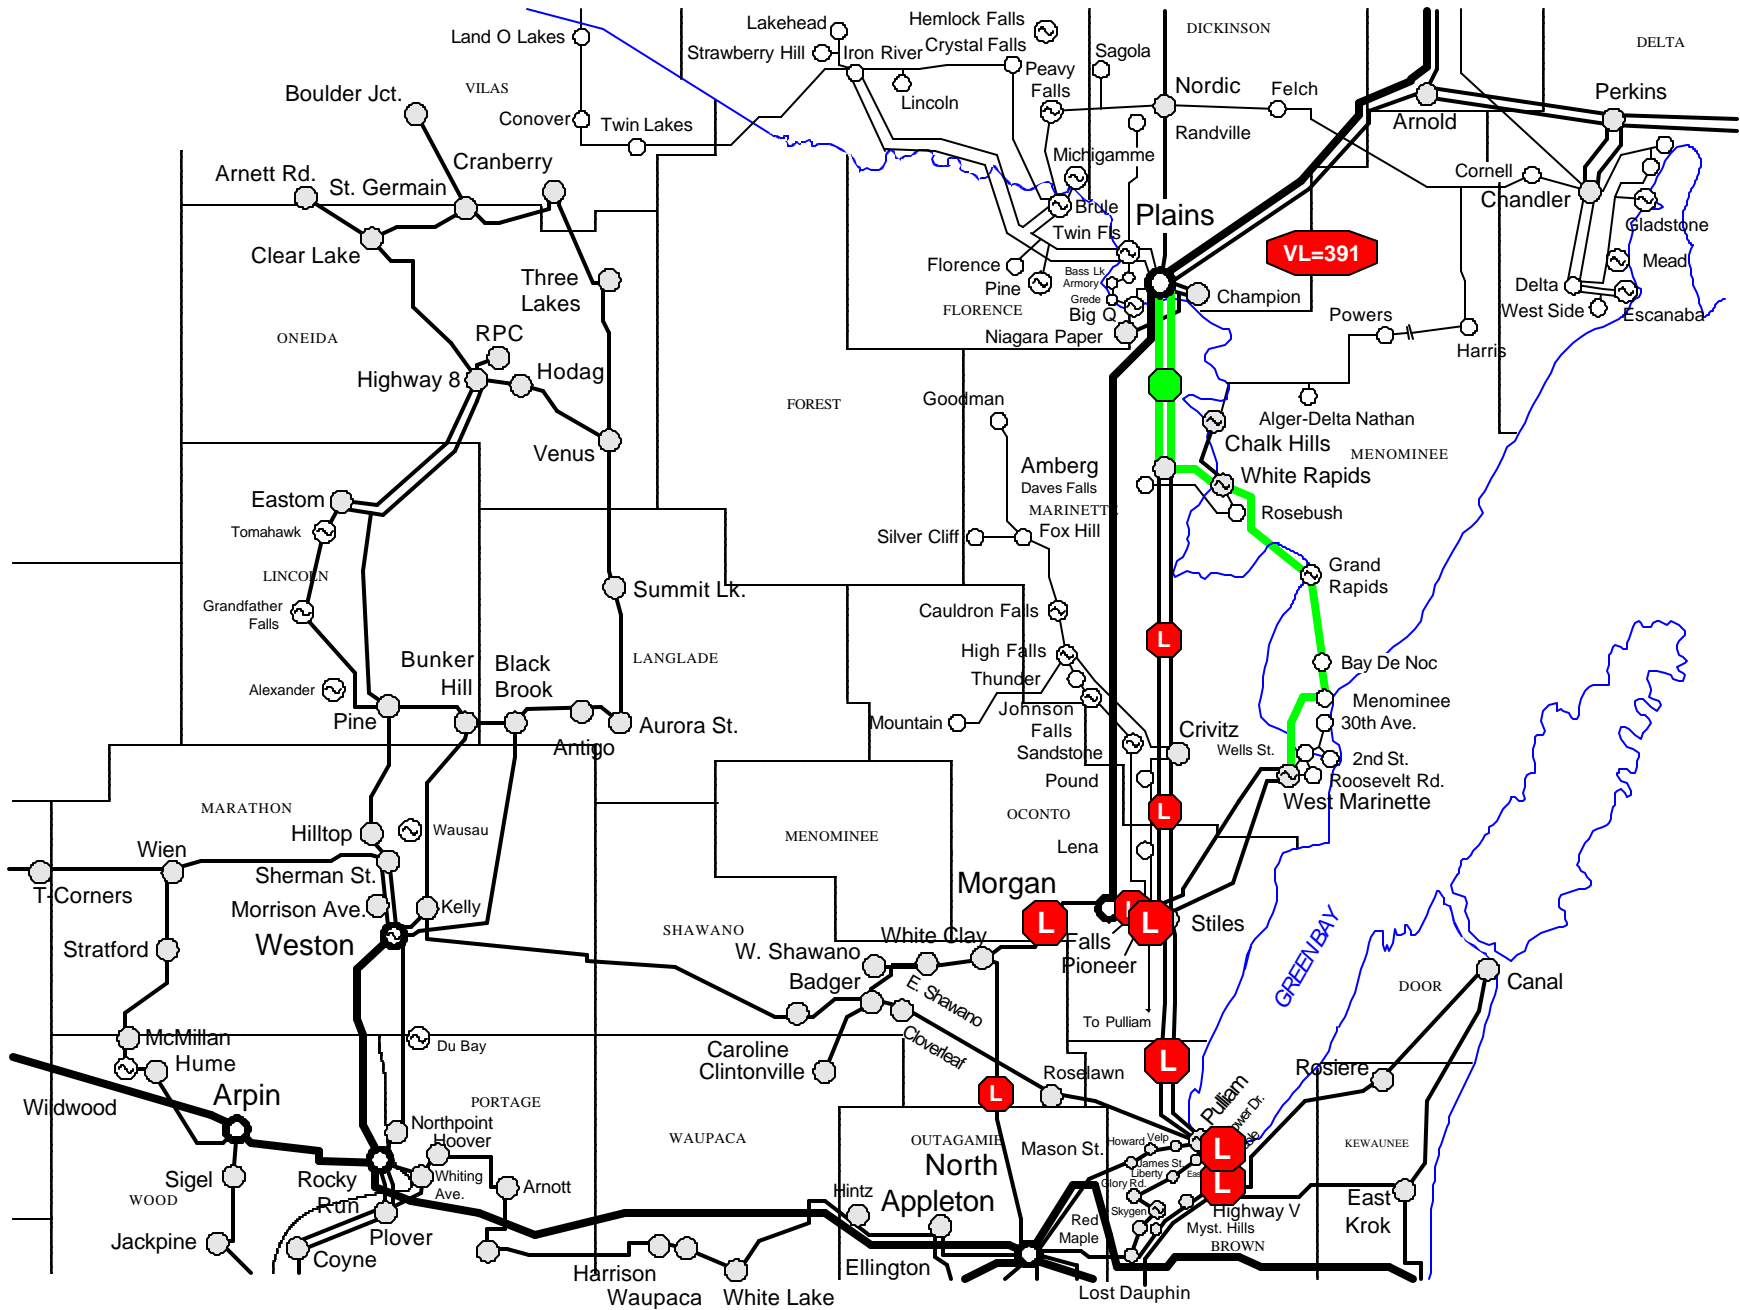 Lakehead
Hemlock Falls
DICKINSON
DELTA
Land O Lakes
Strawberry Hill
Iron River
Crystal Falls
Sagola
VILAS
Peavy
Falls
Nordic
Felch
Perkins
Boulder Jct.
Lincoln
Conover
Twin Lakes
Randville
Arnold
Cranberry
Michigamme
Cornell
Arnett Rd.
St. Germain
Brule
Plains
Chandler
Twin Fls
Gladstone
Clear Lake
VL=391
Florence
Bass Lk.
Armory
Mead
Three
Lakes
Pine
Grede
Champion
Delta
FLORENCE
Big Q
Powers
West Side
Escanaba
ONEIDA
RPC
Niagara Paper
Harris
Highway 8
Hodag
FOREST
Goodman
Alger-Delta Nathan
Chalk Hills
Venus
MENOMINEE
Amberg
White Rapids
Daves Falls
Eastom
MARINETTE
Rosebush
Tomahawk
Silver Cliff
Fox Hill
LINCOLN
Grand
Rapids
Summit Lk.
Grandfather
Falls
Cauldron Falls
L
Bunker
Hill
Black
Brook
LANGLADE
High Falls
Bay De Noc
Alexander
Thunder
Pine
Johnson
Falls
Menominee
Mountain
30th Ave.
Aurora St.
Crivitz
Antigo
Sandstone
Wells St.
2nd St.
Pound
Roosevelt Rd.
West Marinette
MARATHON
L
OCONTO
Hilltop
Wausau
MENOMINEE
Wien
Lena
Sherman St.
T-Corners
Morgan
Morrison Ave.
Kelly
L
L
L
Stiles
Weston
SHAWANO
White Clay
Stratford
W. Shawano
alls
Pioneer
Badger
GREEN BAY
Canal
E. Shawano
DOOR
To Pulliam
McMillan
Du Bay
Cloverleaf
Hume
Caroline
Clintonville
L
Roselawn
Rosiere
Arpin
L
Wildwood
PORTAGE
Pulliam
Northpoint
Hoover
WAUPACA
OUTAGAMIE
Mason St.
Howard
Velp
L
KEWAUNEE
North
Appleton
James St.
Sigel
Rocky
Run
Whiting
Ave.
Liberty
Glory Rd.
L
WOOD
Arnott
Hintz
Skygen
Highway V
East
Krok
Jackpine
Plover
Red
Maple
Myst. Hills
BROWN
Coyne
Harrison
Ellington
Waupaca
White Lake
Lost Dauphin